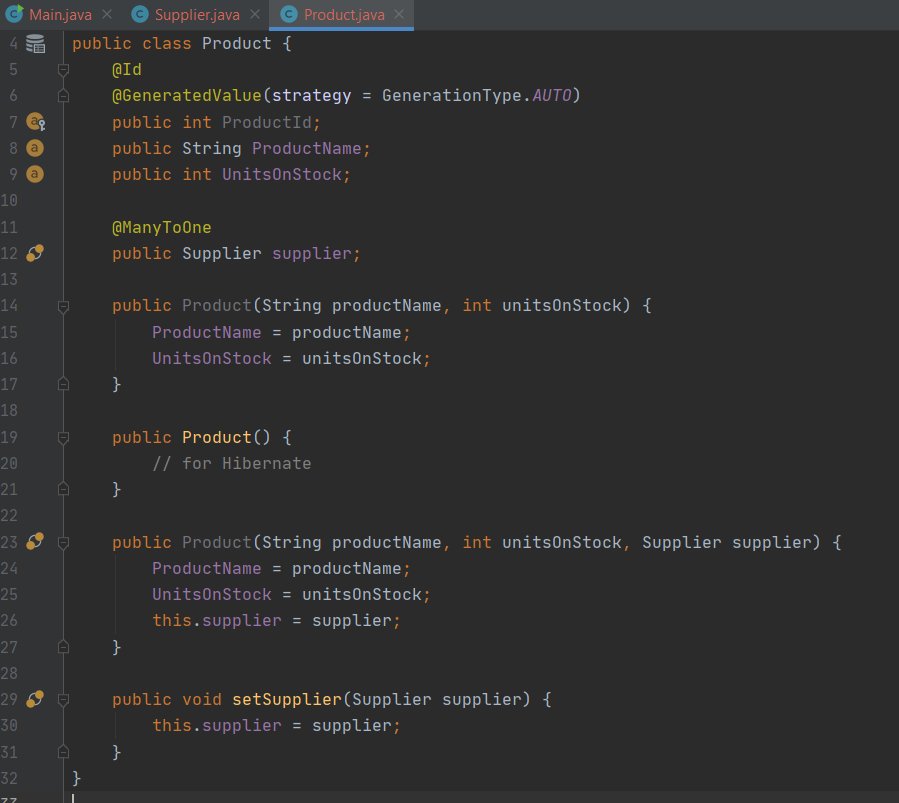 Main.java
Supplier.java
Product.java
4 public class Product {
5 @Id
6 @GeneratedValue(strategy = GenerationType.AUTO)
7 public int ProductId;
8 public String ProductName;
9 public int UnitsOnStock;
10
11 @ManyToOne
12 public Supplier supplier;
13
14 public Product(String productName, int unitsOnStock) {
15 ProductName = productName;
16 UnitsOnStock = unitsOnStock;
17 }
18
19 public Product() {
20 // for Hibernate
21 }
22
23 public Product(String productName, int unitsOnStock, Supplier supplier) {
24 ProductName = productName;
25 UnitsOnStock = unitsOnStock;
26 this.supplier = supplier;
27 }
28
29 public void setSupplier(Supplier supplier) {
30 this.supplier = supplier;
31 }
32 }
33